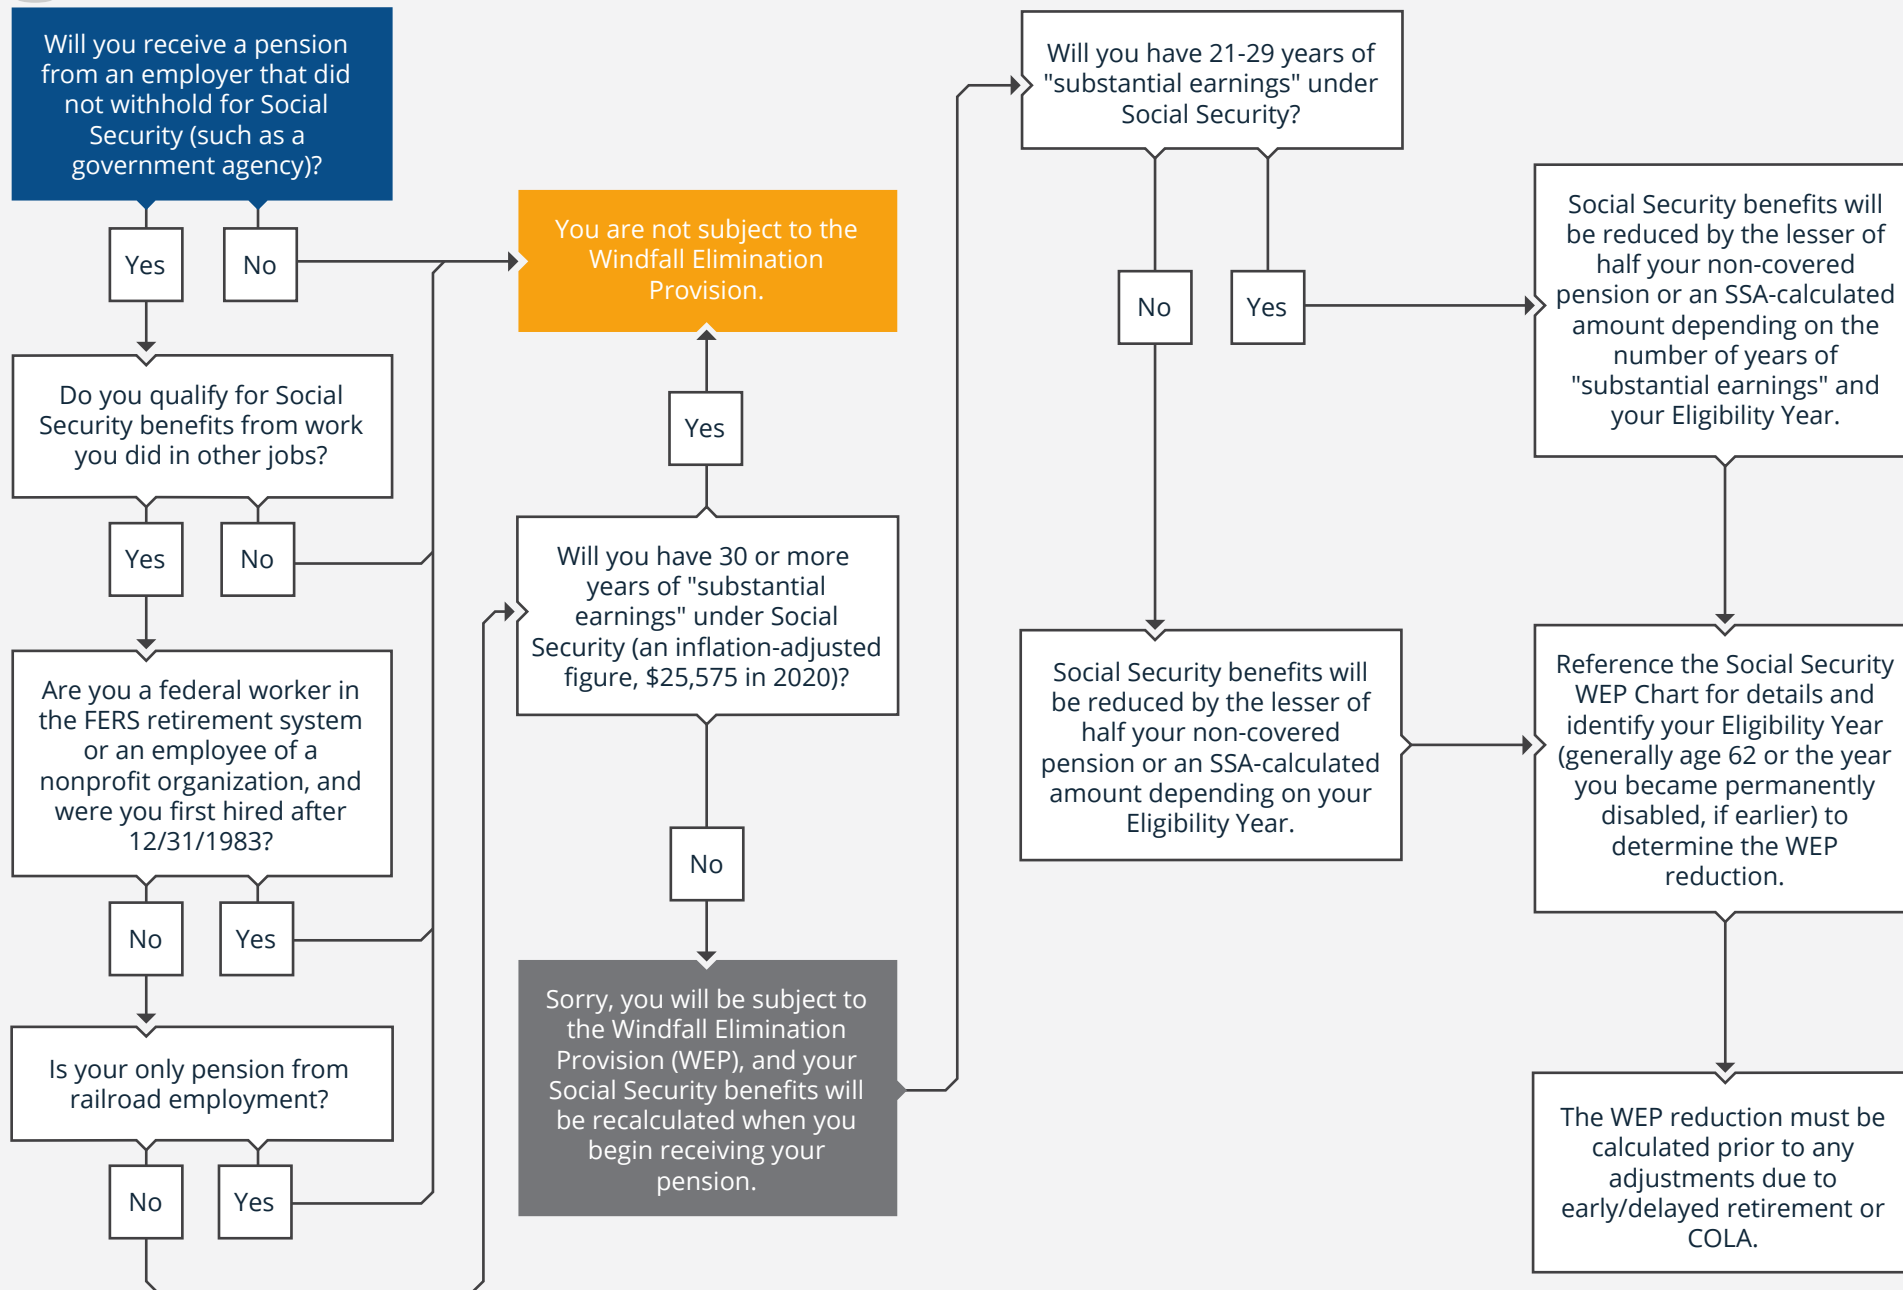 Will you receive a pension
from an employer that did
not withhold for Social
Security (such as a
government agency)?
Yes
No
Do you qualify for Social
Security benefits from work
you did in other jobs?
Yes
No
Are you a federal worker in
the FERS retirement system
or an employee of a
nonprofit organization, and
were you first hired after
12/31/1983?
No
Yes
Is your only pension from
railroad employment?
No
Yes
You are not subject to the
Windfall Elimination
Provision.
Yes
Will you have 30 or more
years of "substantial
earnings" under Social
Security (an inflation-adjusted
figure, $25,575 in 2020)?
No
Sorry, you will be subject to
the Windfall Elimination
Provision (WEP), and your
Social Security benefits will
be recalculated when you
begin receiving your
pension.
Will you have 21-29 years of
"substantial earnings" under
Social Security?
No
Yes
Social Security benefits will
be reduced by the lesser of
half your non-covered
pension or an SSA-calculated
amount depending on your
Eligibility Year.
Social Security benefits will
be reduced by the lesser of
half your non-covered
pension or an SSA-calculated
amount depending on the
number of years of
"substantial earnings" and
your Eligibility Year.
Reference the Social Security
WEP Chart for details and
identify your Eligibility Year
(generally age 62 or the year
you became permanently
disabled, if earlier) to
determine the WEP
reduction.
The WEP reduction must be
calculated prior to any
adjustments due to
early/delayed retirement or
COLA.